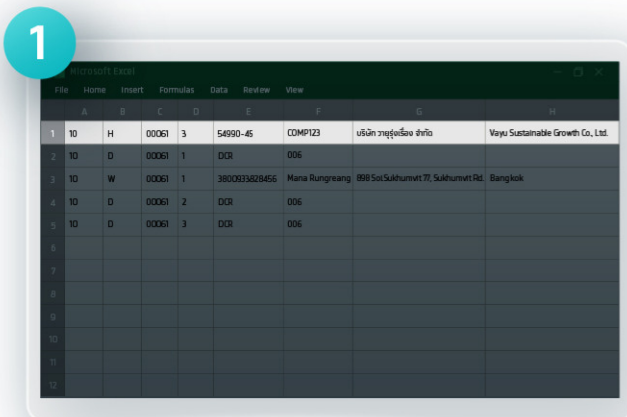 1
Microsoft Excel
File Home Insert Formulas Data Review View
A B C D E F G H
1 10 H 00061 3 54990-45 COMP123 บริษัท วายุรุ่งเรือง จำกัด Vayu Sustainable Growth Co., Ltd.
2 10 D 00061 1 DCR 006
3 10 W 00061 1 3800933828456 Mana Rungreang 898 Soi Sukhumvit 77, Sukhumvit Rd. Bangkok
4 10 D 00061 2 DCR 006
5 10 D 00061 3 DCR 006
6
7
8
9
10
11
12